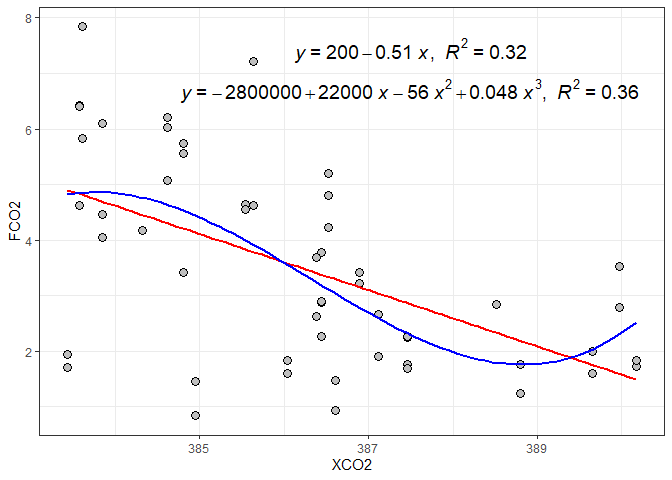 8
y = 200 − 0.51 x, R² = 0.32
y = −2800000 + 22000 x − 56 x² + 0.048 x³, R² = 0.36
6
FCO2
4
2
385 387 389
XCO2